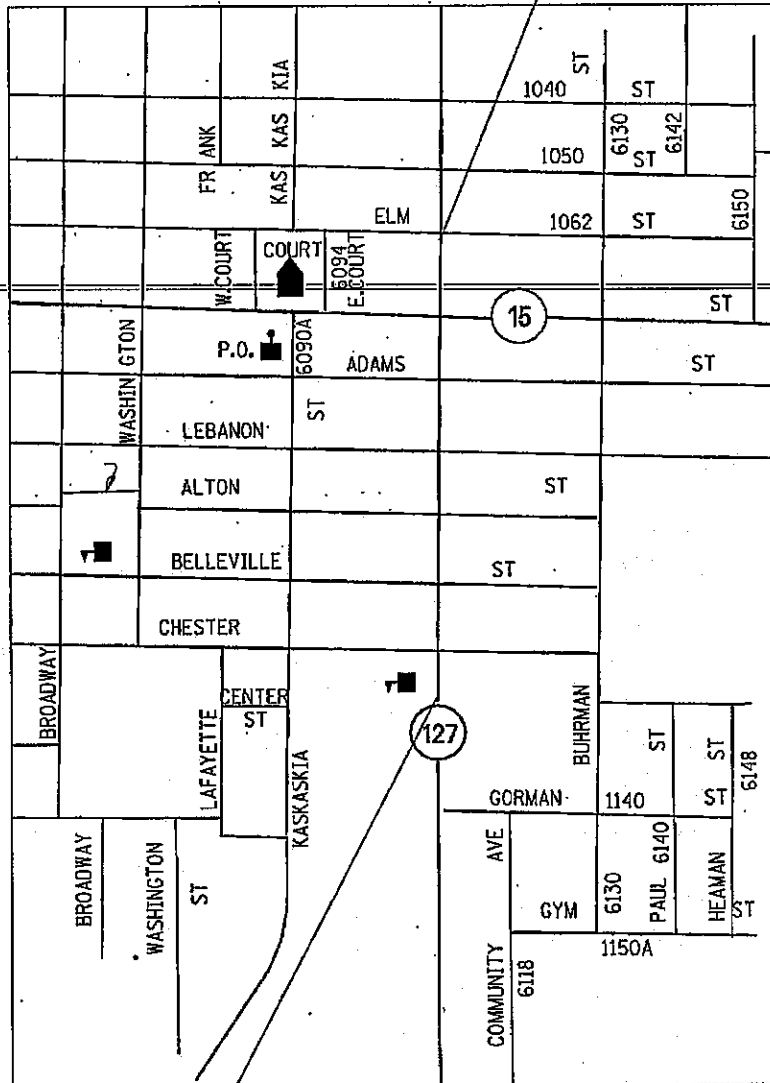 KAS KAS KIA
ST
1040 ST
FR ANK
6130
6142
1050 ST
ELM
1062 ST
6150
W.COURT
COURT
6094
E.COURT
15
ST
P.O.
6090A
WASHIN GTON
ADAMS
ST
LEBANON
ST
ALTON
ST
BELLEVILLE
ST
CHESTER
BROADWAY
CENTER
ST
LAFAYETTE
KASKASKIA
127
BUHRMAN
ST
ST
6148
GORMAN
1140
ST
BROADWAY
WASHINGTON
ST
COMMUNITY AVE
6118
GYM
6130
PAUL 6140
HEAMAN
ST
1150A